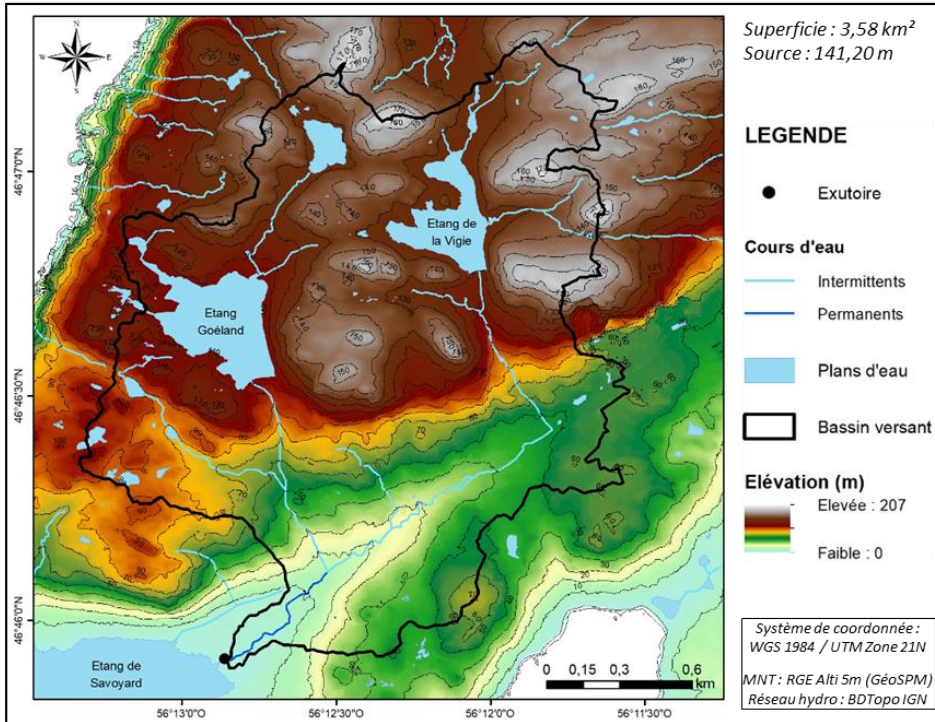 Superficie : 3,58 km²
Source : 141,20 m
N
W E
S
46°47'0"N
46°46'30"N
46°46'0"N
Etang de
la Vigie
Etang
Goéland
Etang de
Savoyard
0 0,15 0,3 0,6
km
56°13'0"O 56°12'30"O 56°12'0"O 56°11'30"O
LEGENDE
Exutoire
Cours d'eau
Intermittents
Permanents
Plans d'eau
Bassin versant
Elévation (m)
Elevée : 207
Faible : 0
Système de coordonnée :
WGS 1984 / UTM Zone 21N
MNT : RGE Alti 5m (GéoSPM)
Réseau hydro : BDTopo IGN